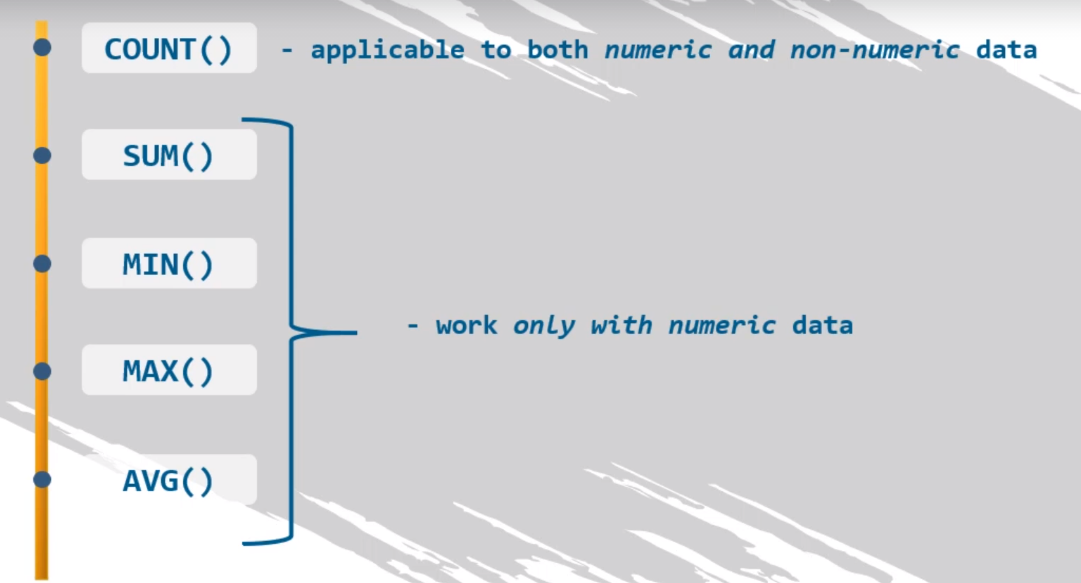 COUNT() - applicable to both numeric and non-numeric data
SUM()
MIN()
- work only with numeric data
MAX()
AVG()